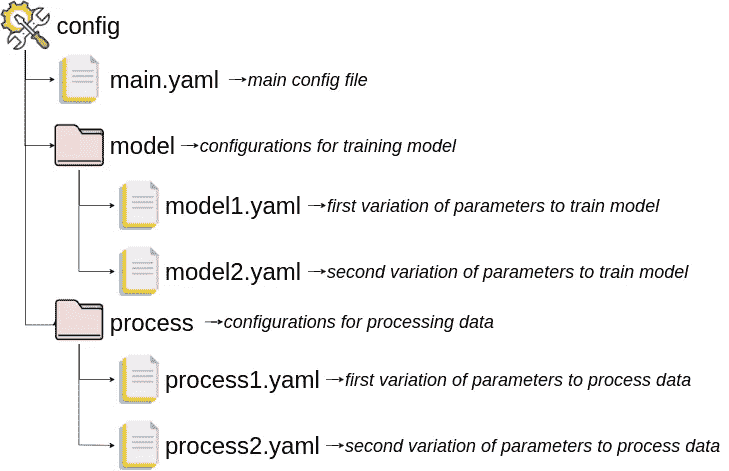 config
main.yaml →main config file
model →configurations for training model
model1.yaml →first variation of parameters to train model
model2.yaml →second variation of parameters to train model
process →configurations for processing data
process1.yaml →first variation of parameters to process data
process2.yaml →second variation of parameters to process data